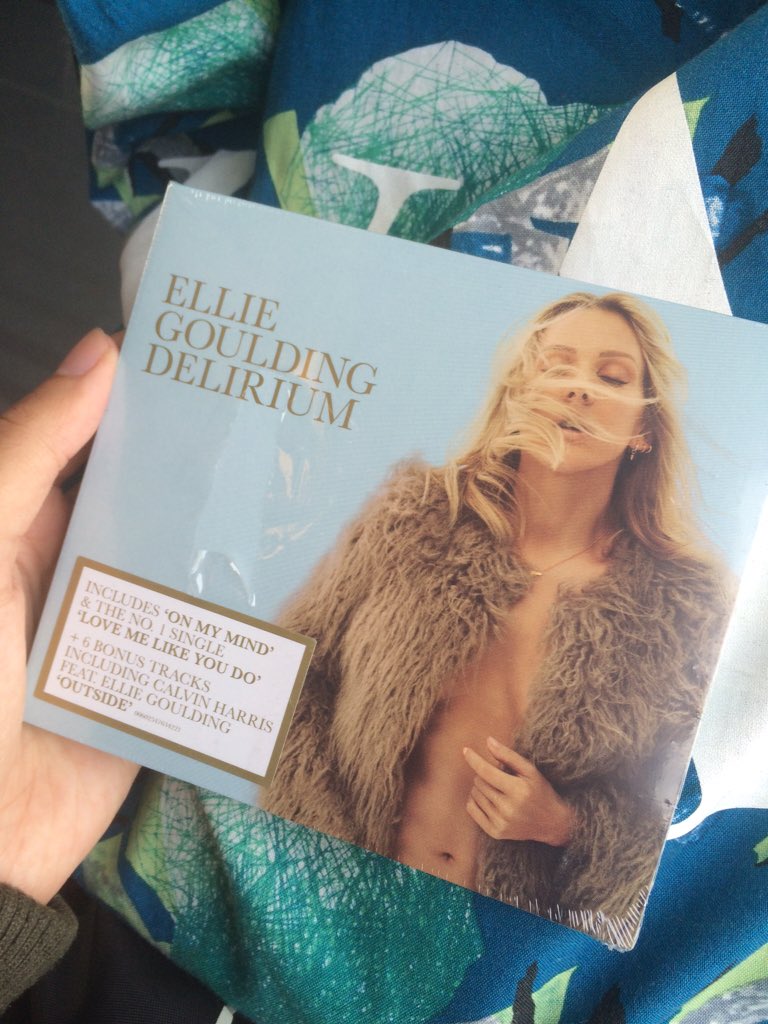 ELLIE
GOULDING
DELIRIUM
INCLUDES 'ON MY MIND'
& THE NO. 1 SINGLE
'LOVE ME LIKE YOU DO'
+ 6 BONUS TRACKS
INCLUDING CALVIN HARRIS
FEAT. ELLIE GOULDING
'OUTSIDE'